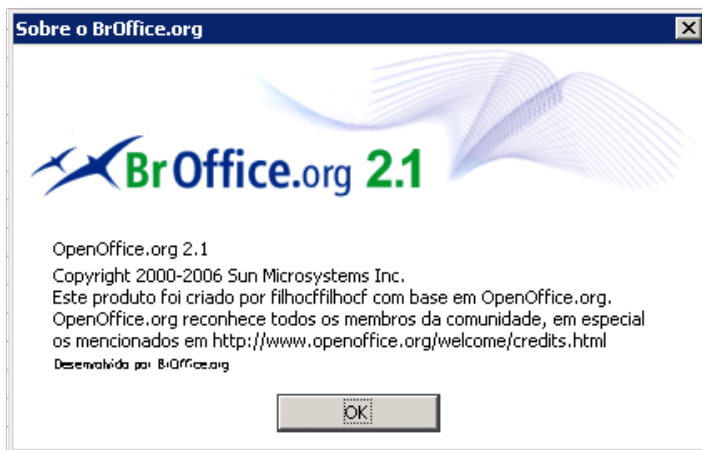 Sobre o BrOffice.org
BrOffice.org 2.1
OpenOffice.org 2.1
Copyright 2000-2006 Sun Microsystems Inc.
Este produto foi criado por filhocffilhocf com base em OpenOffice.org.
OpenOffice.org reconhece todos os membros da comunidade, em especial
os mencionados em http://www.openoffice.org/welcome/credits.html
Desenvolvido por BrOffice.org
OK